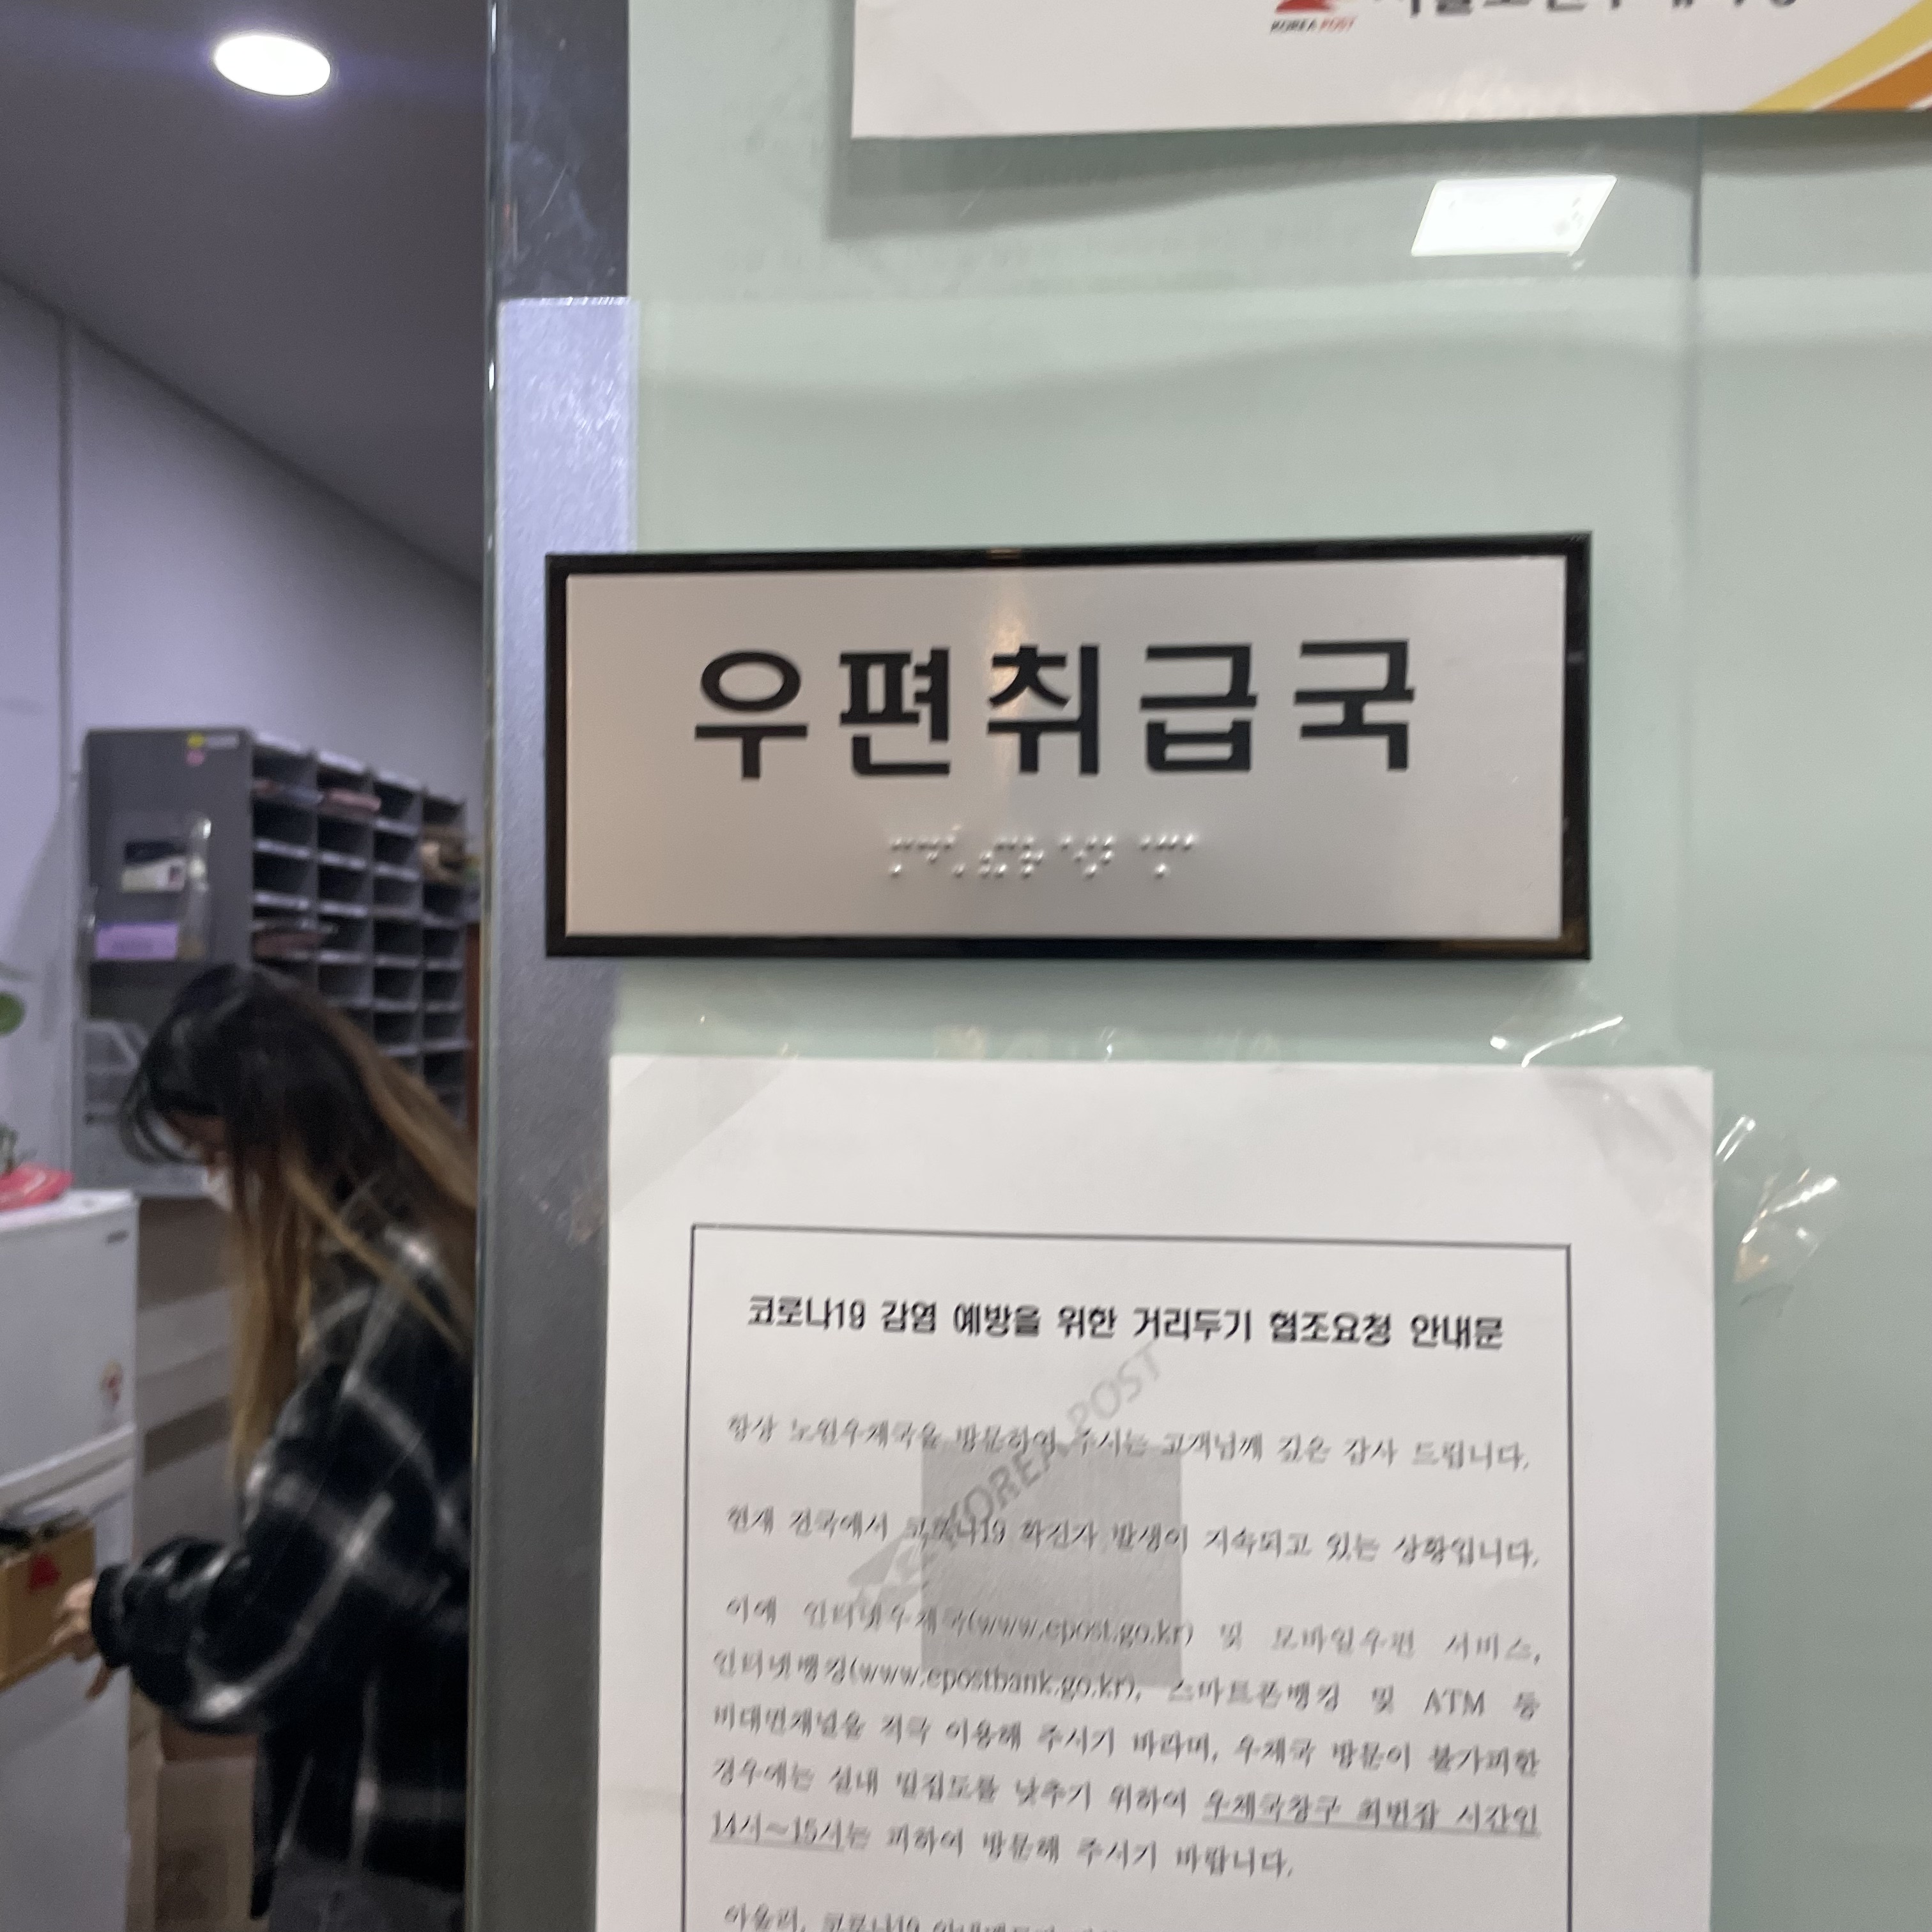 KOREA POST
우편취급국
코로나19 감염 예방을 위한 거리두기 협조요청 안내문
항상 노원우체국을 방문하여 주시는 고객님께 깊은 감사 드립니다.
현재 전국에서 코로나19 확진자 발생이 지속되고 있는 상황입니다.
이에 인터넷우체국(www.epost.go.kr) 및 모바일우편 서비스,
인터넷뱅킹(www.epostbank.go.kr), 스마트폰뱅킹 및 ATM 등
비대면채널을 적극 이용해 주시기 바라며, 우체국 방문이 불가피한
경우에는 실내 밀집도를 낮추기 위하여 우체국창구 최번잡 시간인
14시~15시는 피하여 방문해 주시기 바랍니다.
아울러, 코로나19
KOREA POST